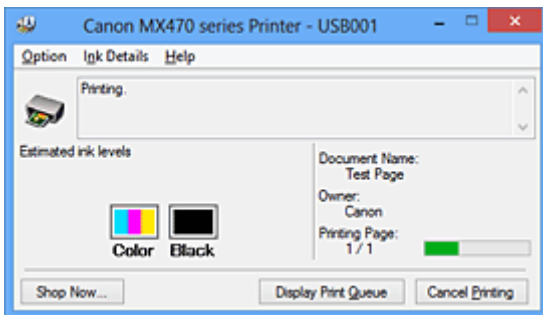 Canon MX470 series Printer - USB001
Option Ink Details Help
Printing.
Estimated ink levels
Document Name:
Test Page
Owner:
Canon
Printing Page:
1 / 1
Color Black
Shop Now... Display Print Queue Cancel Printing